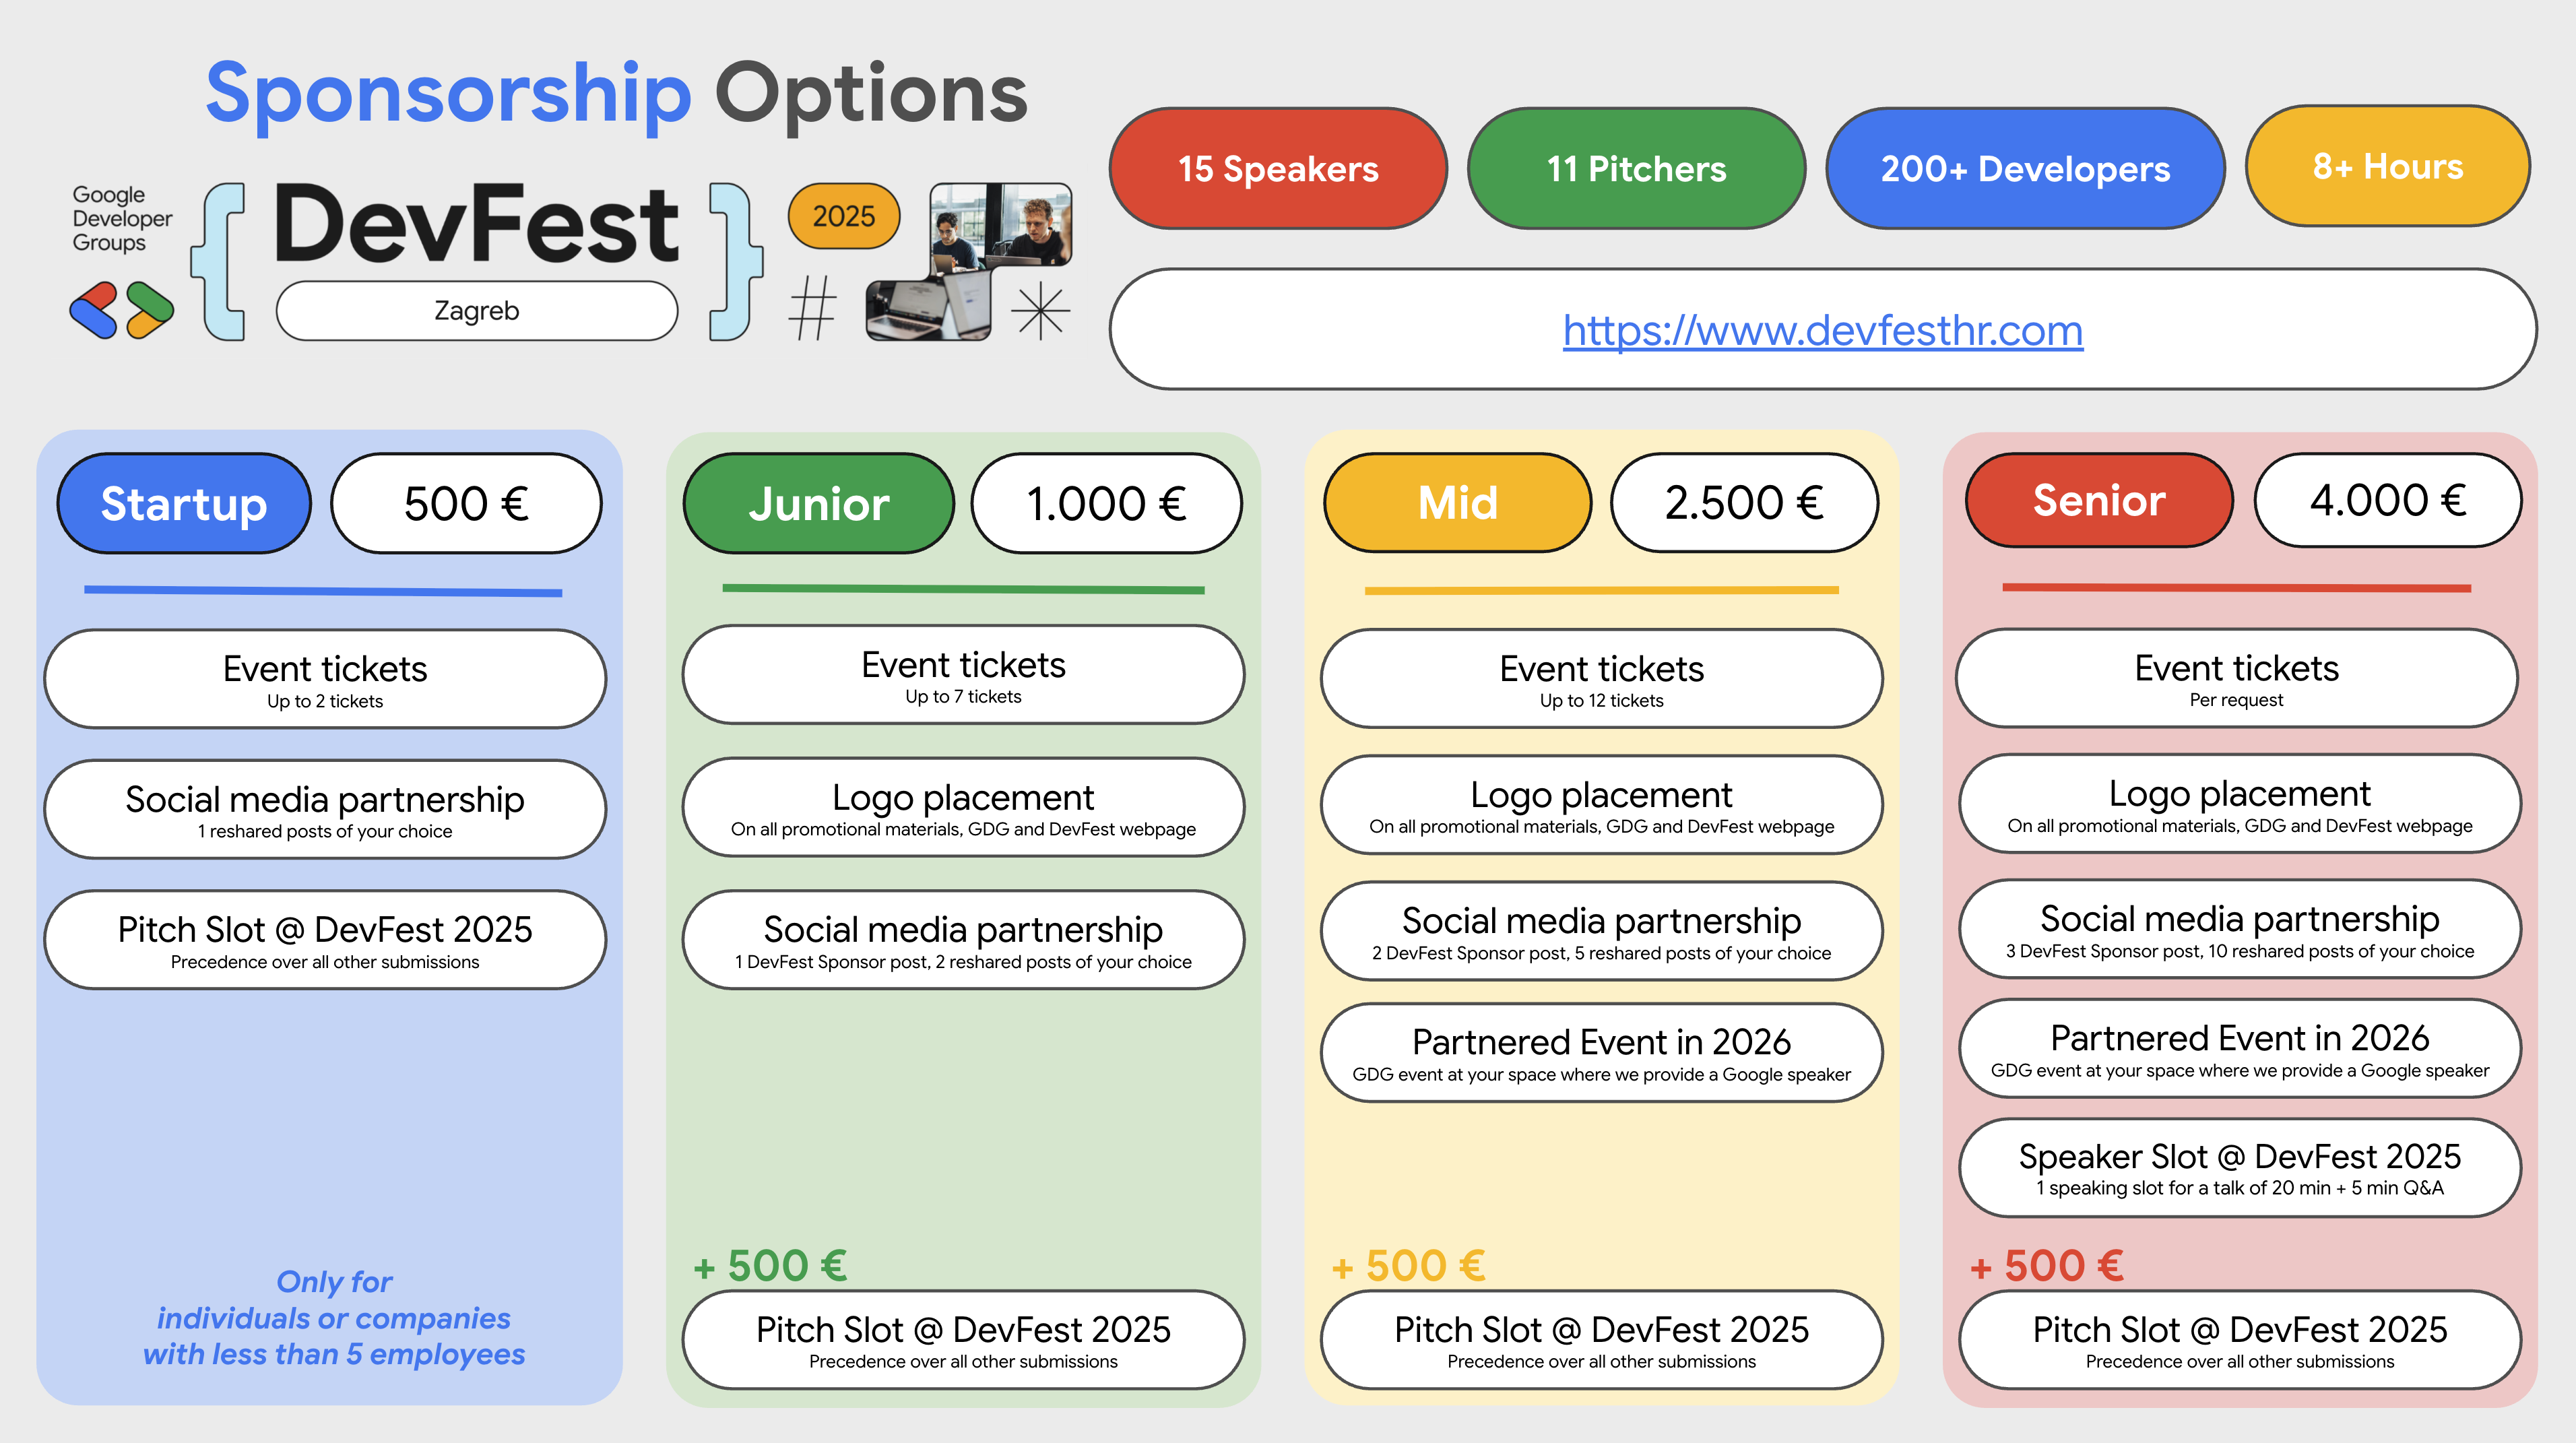 Sponsorship Options
Google
Developer
Groups
{ DevFest }
Zagreb
2025
#
15 Speakers
11 Pitchers
200+ Developers
8+ Hours
https://www.devfesthr.com
Startup
500 €
Event tickets
Up to 2 tickets
Social media partnership
1 reshared posts of your choice
Pitch Slot @ DevFest 2025
Precedence over all other submissions
Only for
individuals or companies
with less than 5 employees
Junior
1.000 €
Event tickets
Up to 7 tickets
Logo placement
On all promotional materials, GDG and DevFest webpage
Social media partnership
1 DevFest Sponsor post, 2 reshared posts of your choice
+ 500 €
Pitch Slot @ DevFest 2025
Precedence over all other submissions
Mid
2.500 €
Event tickets
Up to 12 tickets
Logo placement
On all promotional materials, GDG and DevFest webpage
Social media partnership
2 DevFest Sponsor post, 5 reshared posts of your choice
Partnered Event in 2026
GDG event at your space where we provide a Google speaker
+ 500 €
Pitch Slot @ DevFest 2025
Precedence over all other submissions
Senior
4.000 €
Event tickets
Per request
Logo placement
On all promotional materials, GDG and DevFest webpage
Social media partnership
3 DevFest Sponsor post, 10 reshared posts of your choice
Partnered Event in 2026
GDG event at your space where we provide a Google speaker
Speaker Slot @ DevFest 2025
1 speaking slot for a talk of 20 min + 5 min Q&A
+ 500 €
Pitch Slot @ DevFest 2025
Precedence over all other submissions